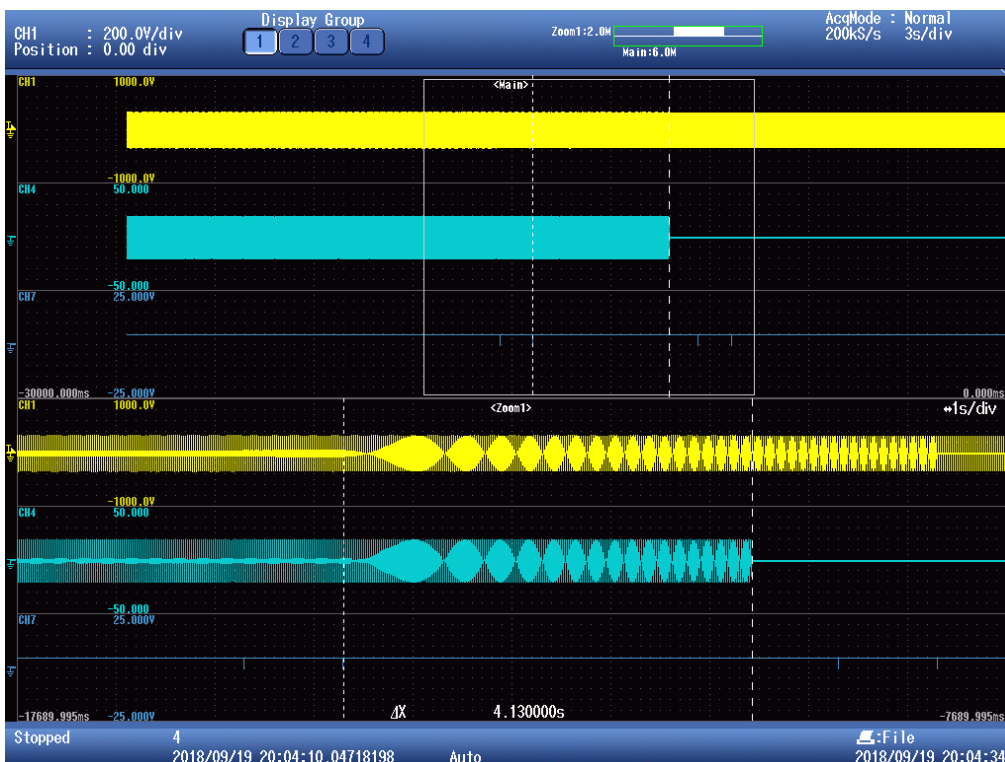 CH1 : 200.0V/div
Position : 0.00 div
Display Group
1 2 3 4
Zoom1:2.0M
Main:6.0M
AcqMode : Normal
200kS/s 3s/div
CH1 1000.0V
<Main>
-1000.0V
CH4 50.000
-50.000
CH7 25.000V
-30000.000ms -25.000V 0.000ms
CH1 1000.0V
<Zoom1>
↔1s/div
-1000.0V
CH4 50.000
-50.000
CH7 25.000V
ΔX 4.130000s
-17689.995ms -25.000V -7689.995ms
Stopped 4
2018/09/19 20:04:10.04718198 Auto
:File
2018/09/19 20:04:34